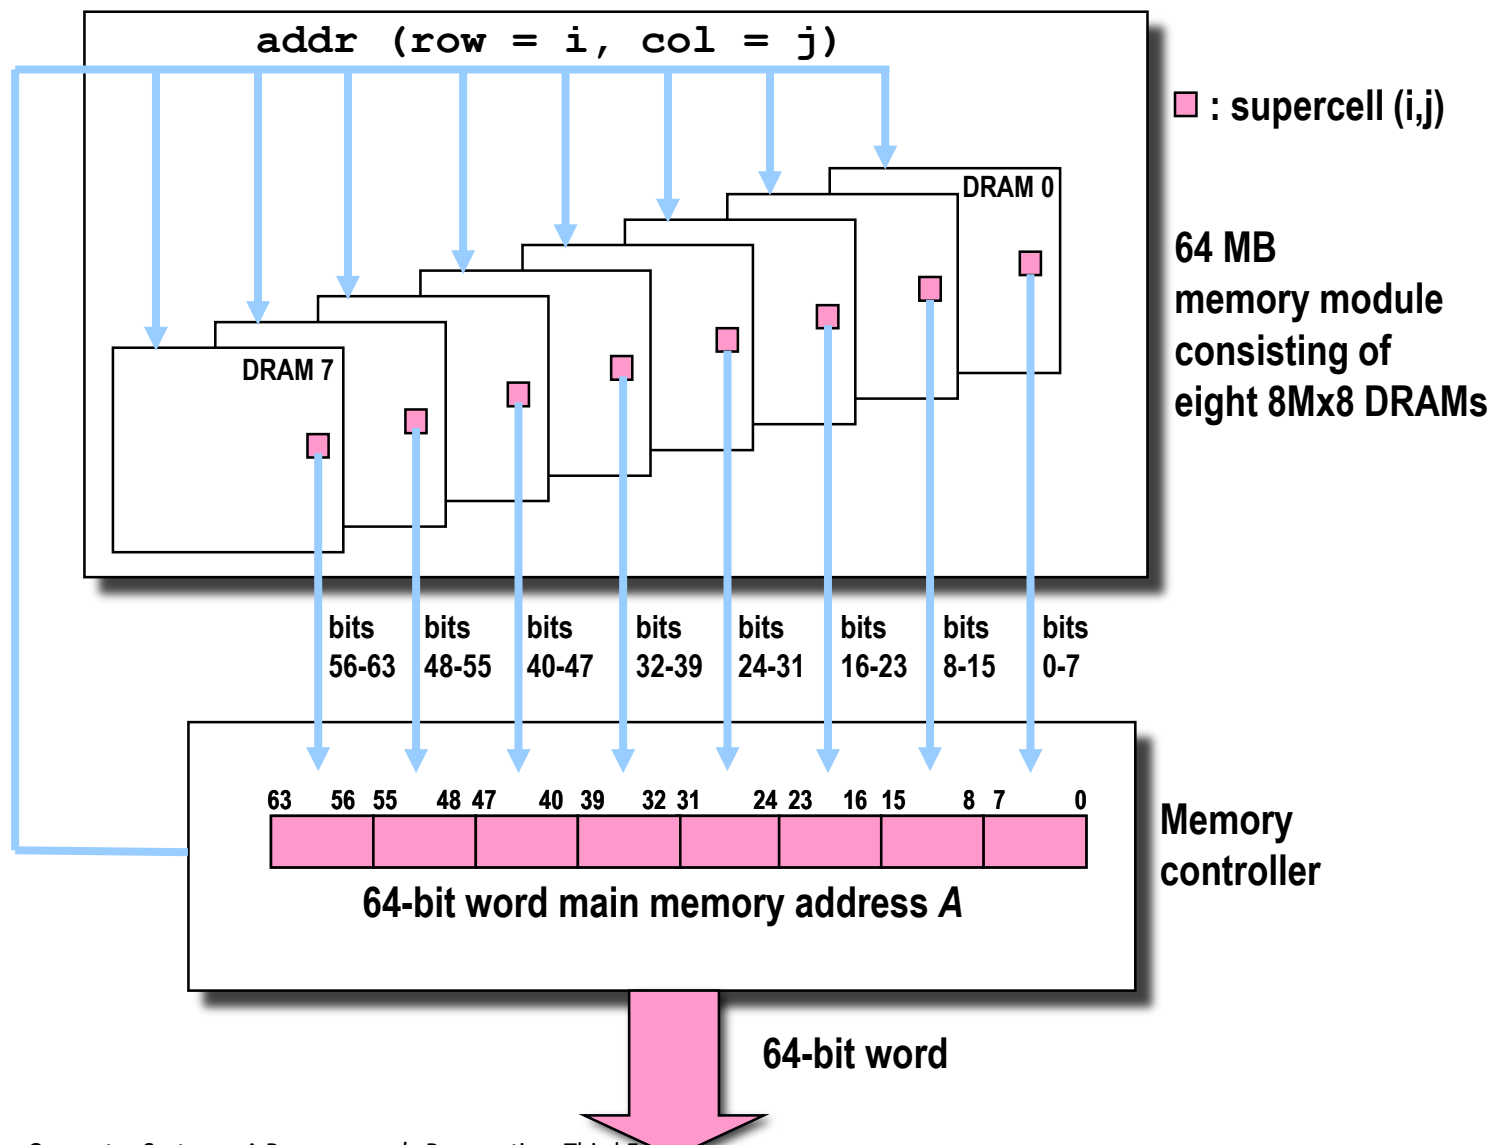 addr (row = i, col = j)
: supercell (i,j)
DRAM 0
64 MB
memory module
consisting of
eight 8Mx8 DRAMs
DRAM 7
bits
56-63
bits
48-55
bits
40-47
bits
32-39
bits
24-31
bits
16-23
bits
8-15
bits
0-7
63 56 55 48 47 40 39 32 31 24 23 16 15 8 7 0
Memory
controller
64-bit word main memory address A
64-bit word